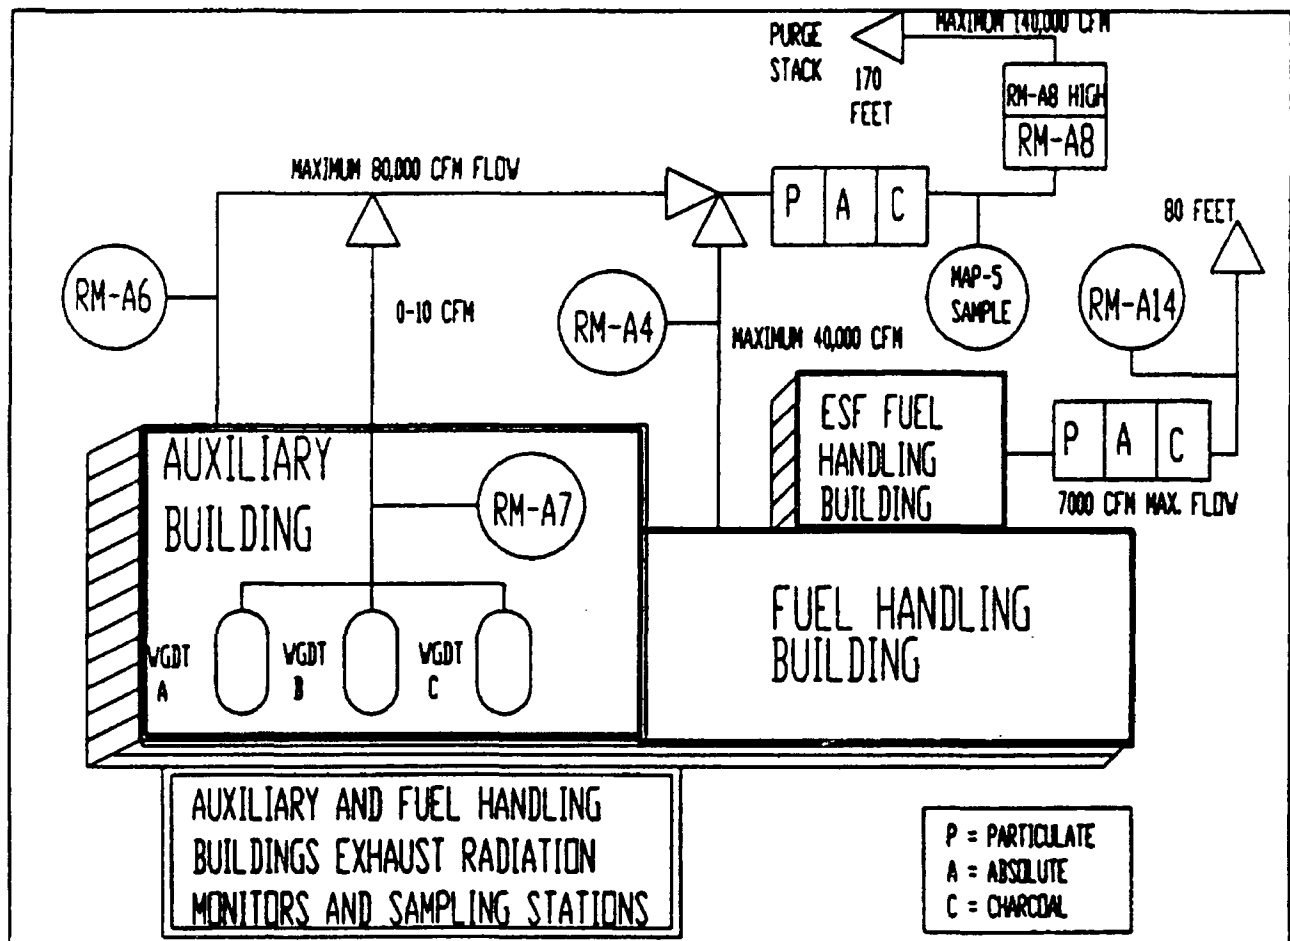 MAXIMUM 140,000 CFM
PURGE
STACK
170
FEET
RM-A8 HIGH
RM-A8
MAXIMUM 80,000 CFM FLOW
P A C
80 FEET
RM-A6
0-10 CFM
RM-A4
MAP-5
SAMPLE
RM-A14
MAXIMUM 40,000 CFM
ESF FUEL
HANDLING
BUILDING
P A C
7000 CFM MAX. FLOW
AUXILIARY
BUILDING
RM-A7
FUEL HANDLING
BUILDING
WGDT
A
WGDT
B
WGDT
C
AUXILIARY AND FUEL HANDLING
BUILDINGS EXHAUST RADIATION
MONITORS AND SAMPLING STATIONS
P = PARTICULATE
A = ABSOLUTE
C = CHARCOAL